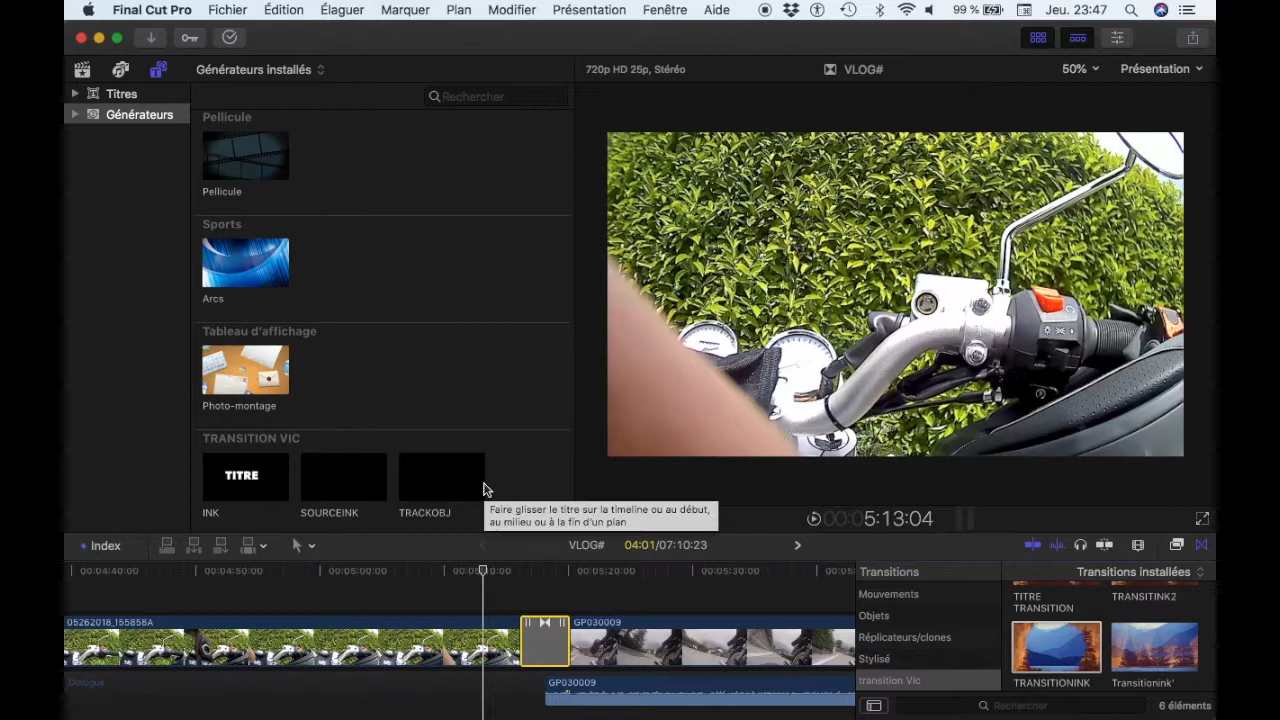 Final Cut Pro Fichier Édition Élaguer Marquer Plan Modifier Présentation Fenêtre Aide 99 % Jeu. 23:47
Générateurs installés
720p HD 25p, Stéréo
VLOG#
50%
Présentation
Titres
Générateurs
Rechercher
Pellicule
Pellicule
Sports
Arcs
Tableau d'affichage
Photo-montage
TRANSITION VIC
TITRE
INK
SOURCEINK
TRACKOBJ
Faire glisser le titre sur la timeline ou au début,
au milieu ou à la fin d'un plan
00:05:13:04
Index
VLOG#
04:01/07:10:23
00:04:40:00
00:04:50:00
00:05:00:00
00:05:10:00
00:05:20:00
00:05:30:00
Transitions
Transitions installées
Mouvements
Objets
Réplicateurs/clones
Stylisé
transition Vic
TITRE
TRANSITION
TRANSITINK2
TRANSITIONINK
Transitionink'
05262018_155858A
GP030009
Dialogue
GP030009
Rechercher
6 éléments